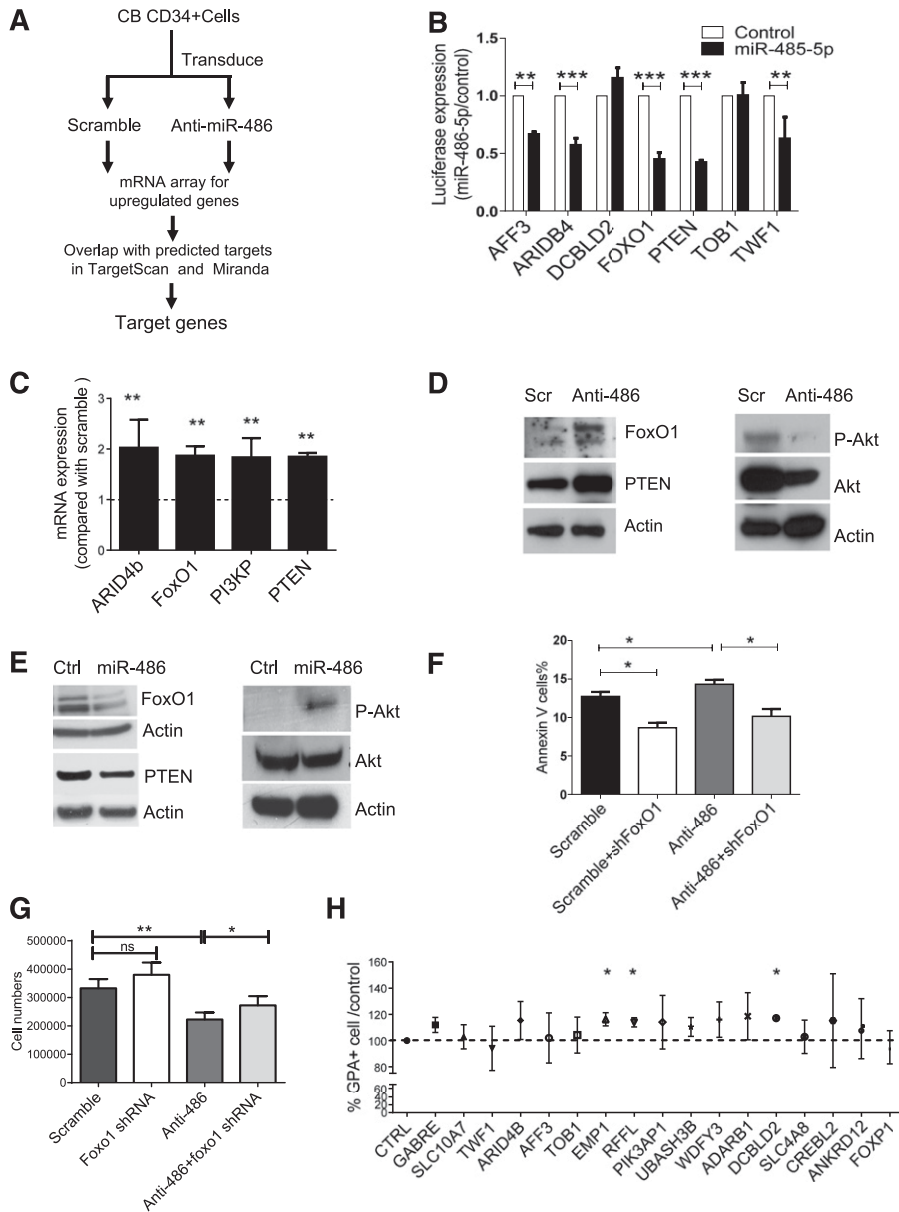 A
CB CD34+Cells
Transduce
Scramble
Anti-miR-486
mRNA array for
upregulated genes
Overlap with predicted targets
in TargetScan and Miranda
Target genes
B
Control
miR-485-5p
Luciferase expression
(miR-486-5p/control)
1.5
1.0
0.5
0.0
** *** *** *** **
AFF3
ARIDB4
DCBLD2
FOXO1
PTEN
TOB1
TWF1
C
mRNA expression
(compared with scramble )
3
2
1
0
** ** ** **
ARID4b
FoxO1
PI3KP
PTEN
D
Scr Anti-486
FoxO1
PTEN
Actin
Scr Anti-486
P-Akt
Akt
Actin
E
Ctrl miR-486
FoxO1
Actin
PTEN
Actin
Ctrl miR-486
P-Akt
Akt
Actin
F
Annexin V cells%
20
15
10
5
0
* * *
Scramble
Scramble+shFoxO1
Anti-486
Anti-486+shFoxO1
G
Cell numbers
500000
400000
300000
200000
100000
0
** *
ns
Scramble
Foxo1 shRNA
Anti-486
Anti-486+foxo1 shRNA
H
% GPA+ cell /control
160
140
120
100
80
60
40
20
0
* * *
CTRL
GABRE
SLC10A7
TWF1
ARID4B
AFF3
TOB1
EMP1
RFFL
PIK3AP1
UBASH3B
WDFY3
ADARB1
DCBLD2
SLC4A8
CREBL2
ANKRD12
FOXP1